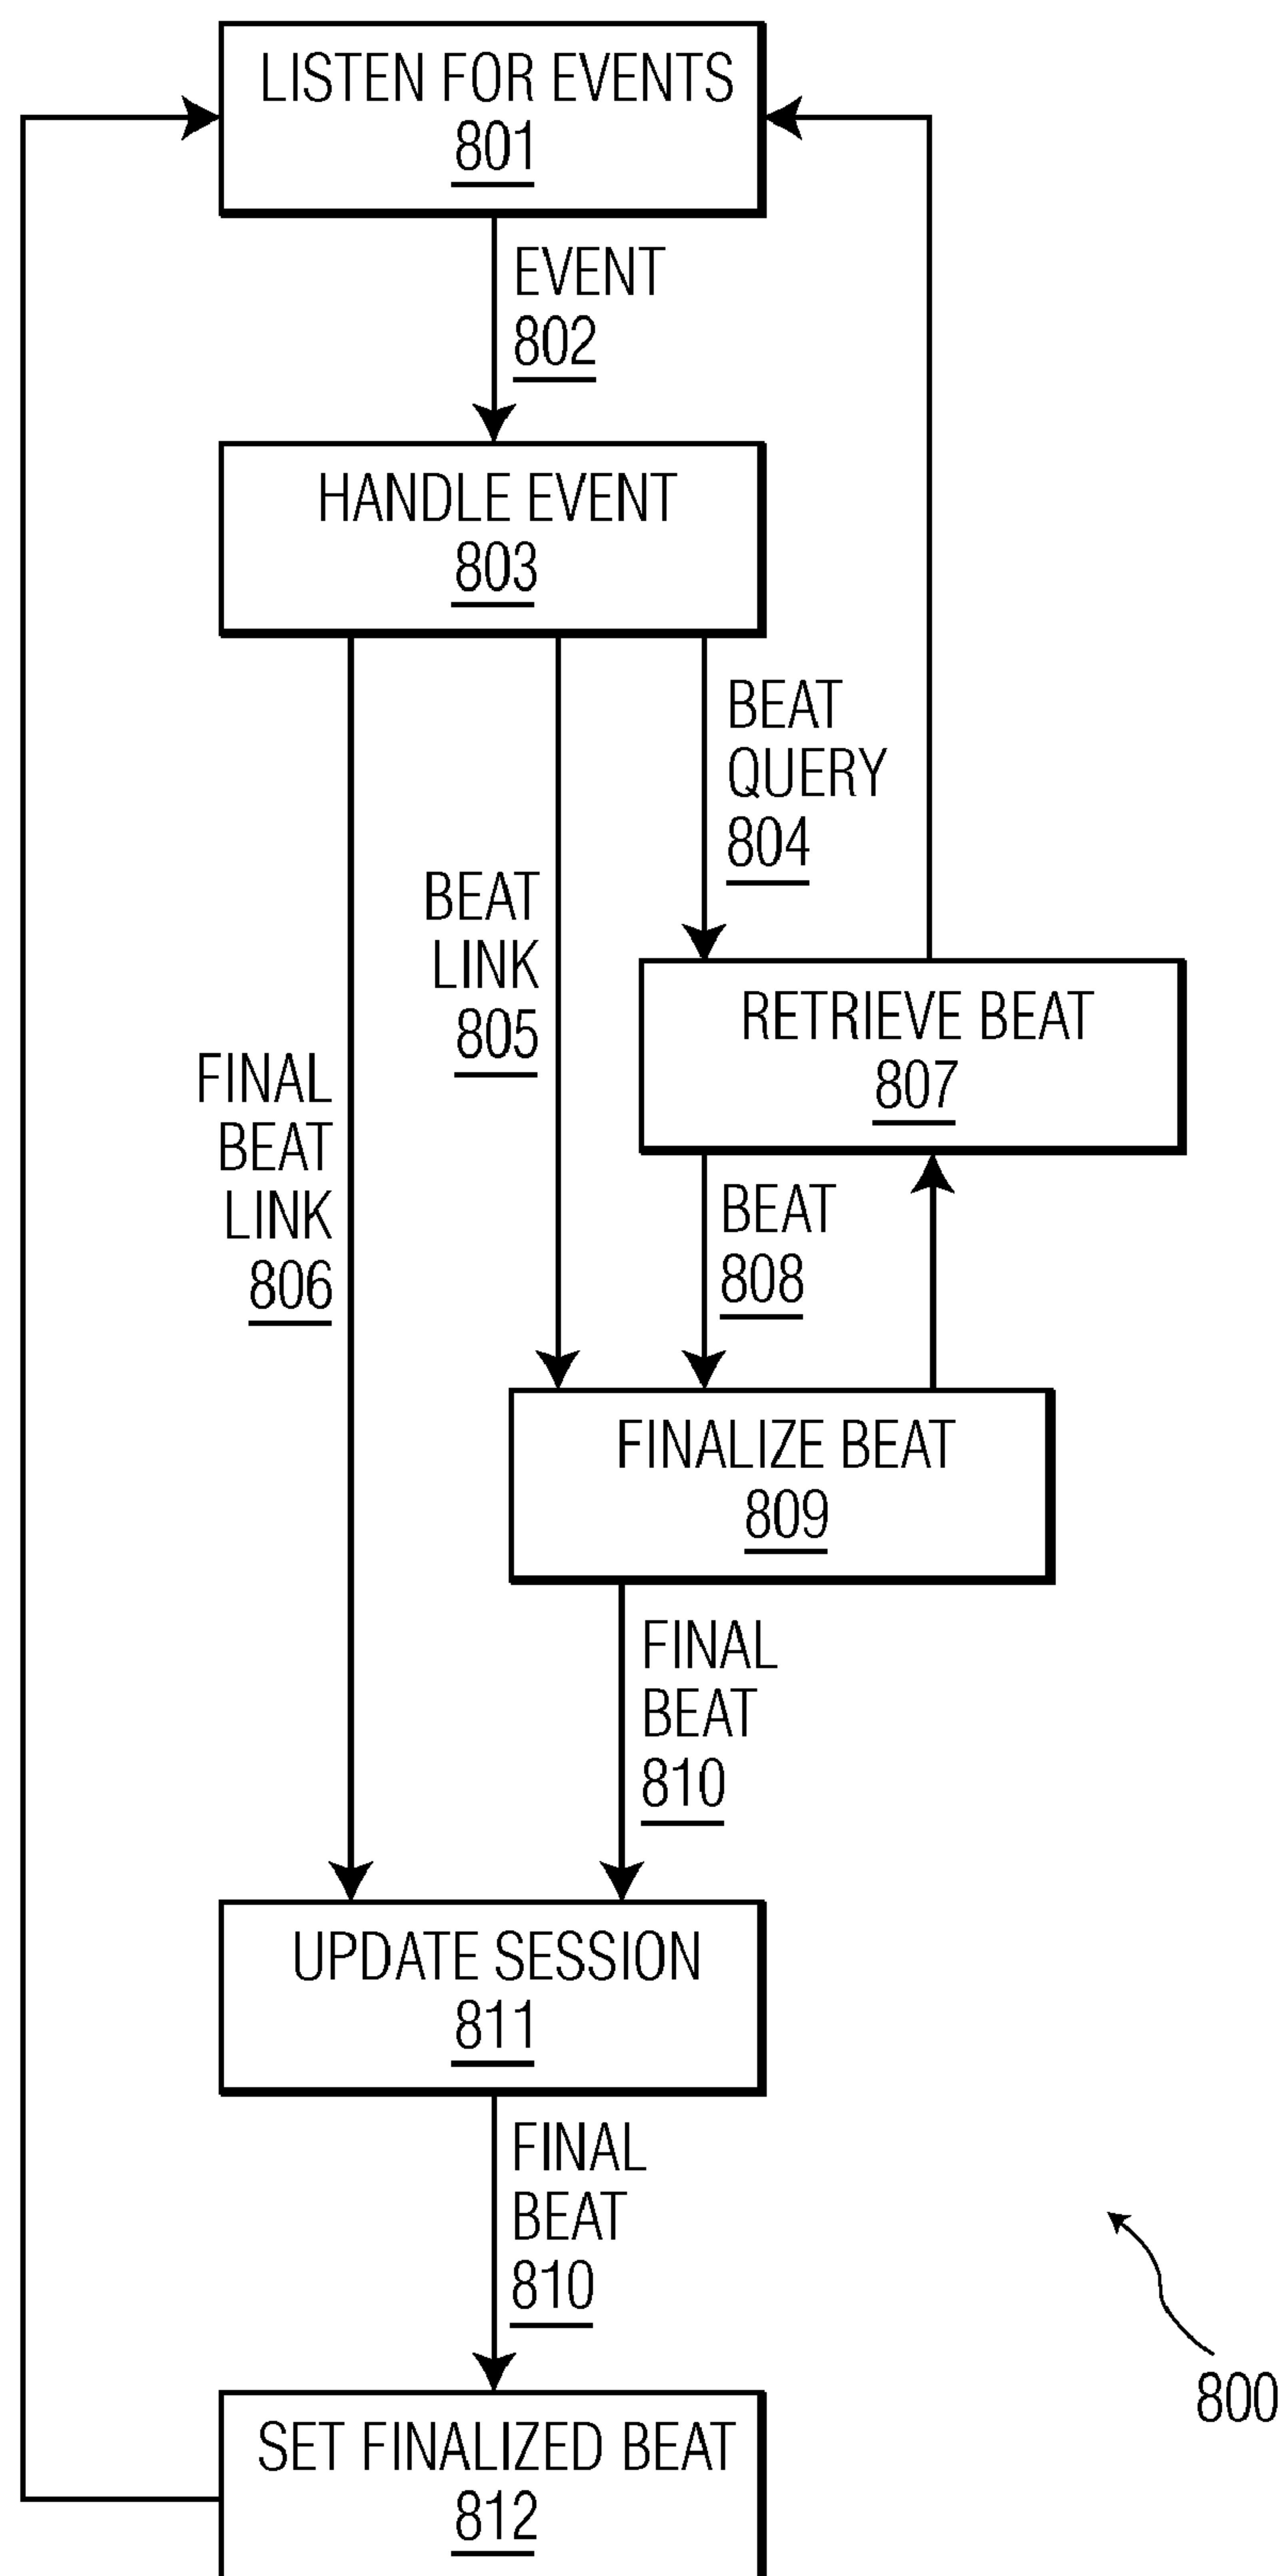 LISTEN FOR EVENTS
801
EVENT
802
HANDLE EVENT
803
BEAT
QUERY
804
BEAT
LINK
805
FINAL
BEAT
LINK
806
RETRIEVE BEAT
807
BEAT
808
FINALIZE BEAT
809
FINAL
BEAT
810
UPDATE SESSION
811
FINAL
BEAT
810
SET FINALIZED BEAT
812
800